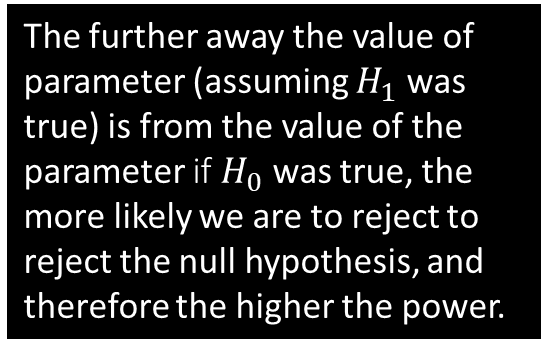 The further away the value of
parameter (assuming H₁ was
true) is from the value of the
parameter if H₀ was true, the
more likely we are to reject to
reject the null hypothesis, and
therefore the higher the power.